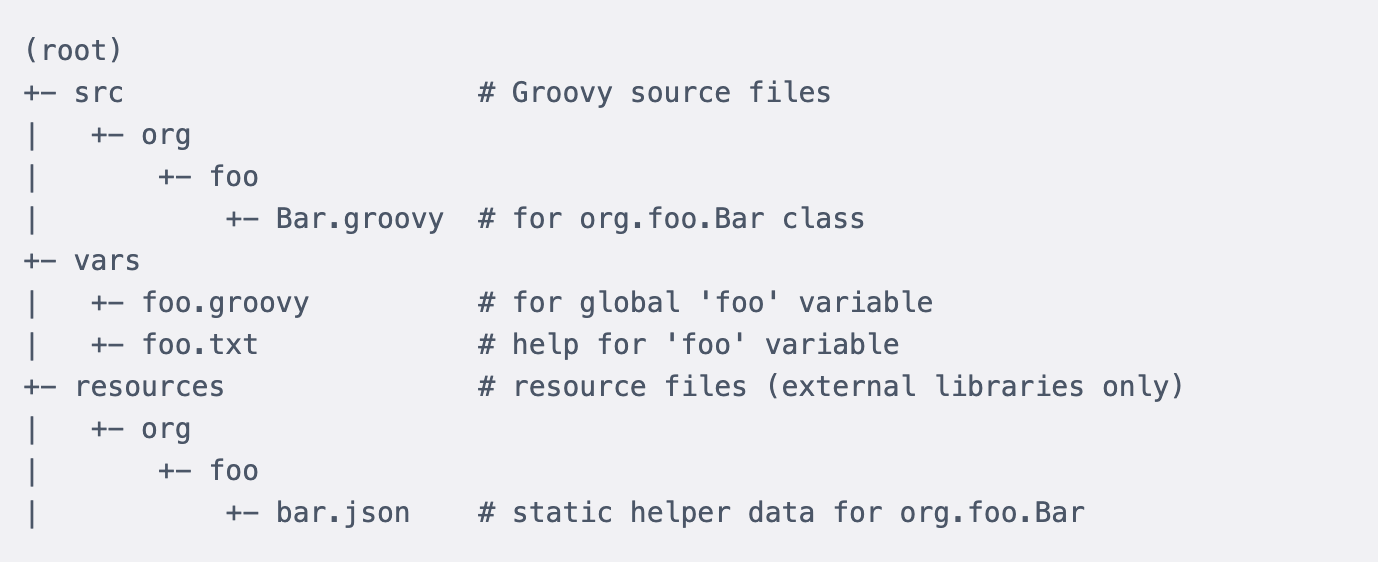 (root)
+- src                     # Groovy source files
|   +- org
|       +- foo
|           +- Bar.groovy  # for org.foo.Bar class
+- vars
|   +- foo.groovy          # for global 'foo' variable
|   +- foo.txt             # help for 'foo' variable
+- resources               # resource files (external libraries only)
|   +- org
|       +- foo
|           +- bar.json    # static helper data for org.foo.Bar